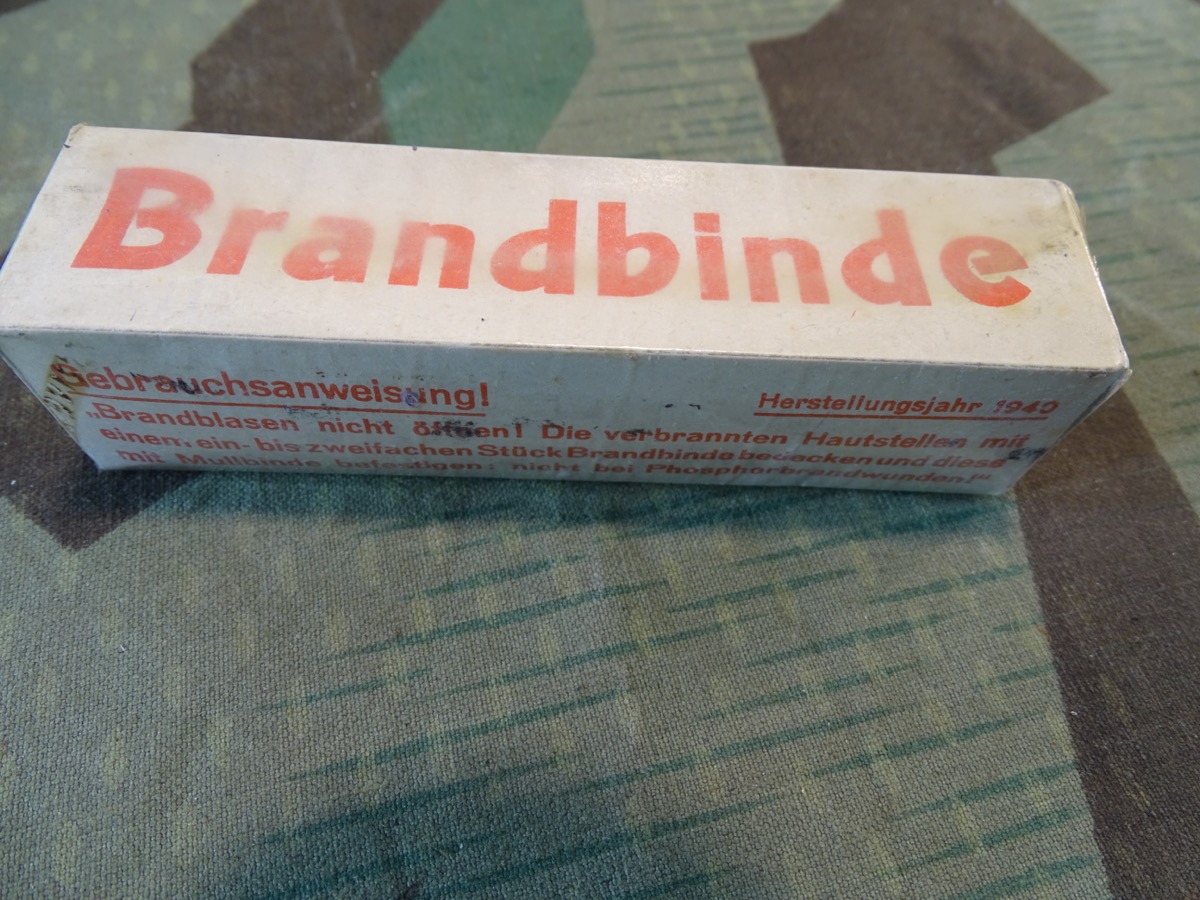 Brandbinde
Gebrauchsanweisung!
Herstellungsjahr 1940
„Brandblasen nicht öffnen! Die verbrannten Hautstellen mit
einem ein- bis zweifachen Stück Brandbinde bedecken und diese
mit Mullbinde befestigen; nicht bei Phosphorbrandwunden!“